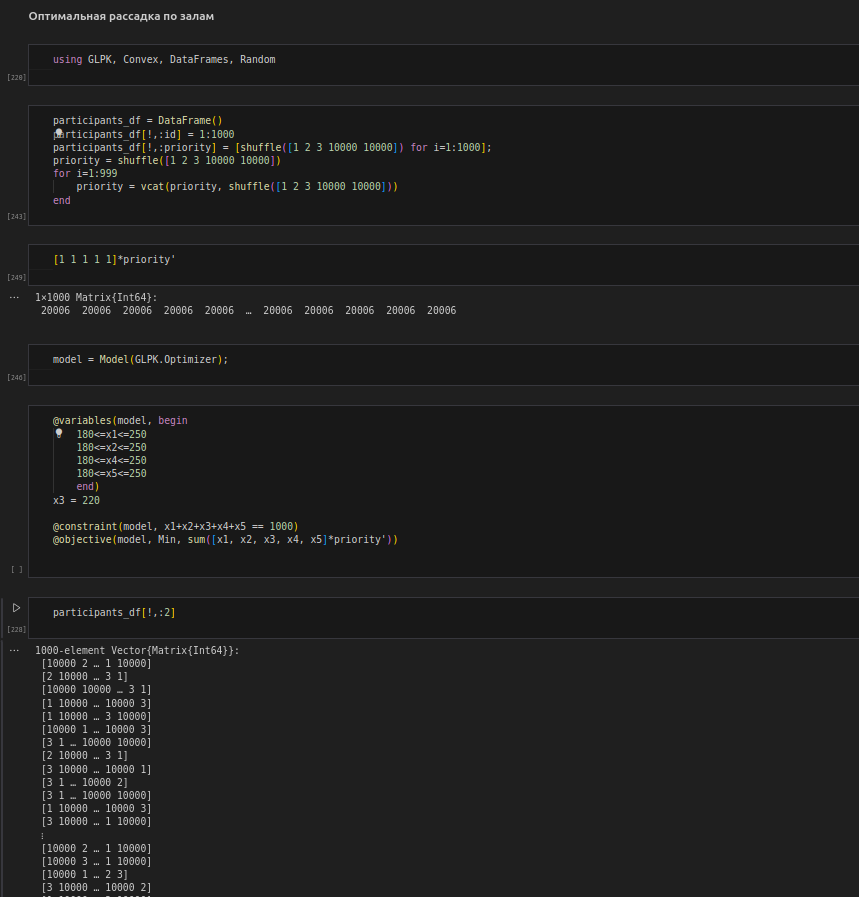 Оптимальная рассадка по залам
using GLPK, Convex, DataFrames, Random
[220]
participants_df = DataFrame()
participants_df[!,:id] = 1:1000
participants_df[!,:priority] = [shuffle([1 2 3 10000 10000]) for i=1:1000];
priority = shuffle([1 2 3 10000 10000])
for i=1:999
priority = vcat(priority, shuffle([1 2 3 10000 10000]))
end
[243]
[1 1 1 1 1]*priority'
[249]
... 1×1000 Matrix{Int64}:
20006 20006 20006 20006 20006 … 20006 20006 20006 20006 20006
model = Model(GLPK.Optimizer);
[246]
@variables(model, begin
180<=x1<=250
180<=x2<=250
180<=x4<=250
180<=x5<=250
end)
x3 = 220
@constraint(model, x1+x2+x3+x4+x5 == 1000)
@objective(model, Min, sum([x1, x2, x3, x4, x5]*priority'))
[ ]
participants_df[!,:2]
[228]
... 1000-element Vector{Matrix{Int64}}:
[10000 2 … 1 10000]
[2 10000 … 3 1]
[10000 10000 … 3 1]
[1 10000 … 10000 3]
[1 10000 … 3 10000]
[10000 1 … 10000 3]
[3 1 … 10000 10000]
[2 10000 … 3 1]
[3 10000 … 10000 1]
[3 1 … 10000 2]
[3 1 … 10000 10000]
[1 10000 … 10000 3]
[3 10000 … 1 10000]
⋮
[10000 2 … 1 10000]
[10000 3 … 1 10000]
[10000 1 … 2 3]
[3 10000 … 10000 2]